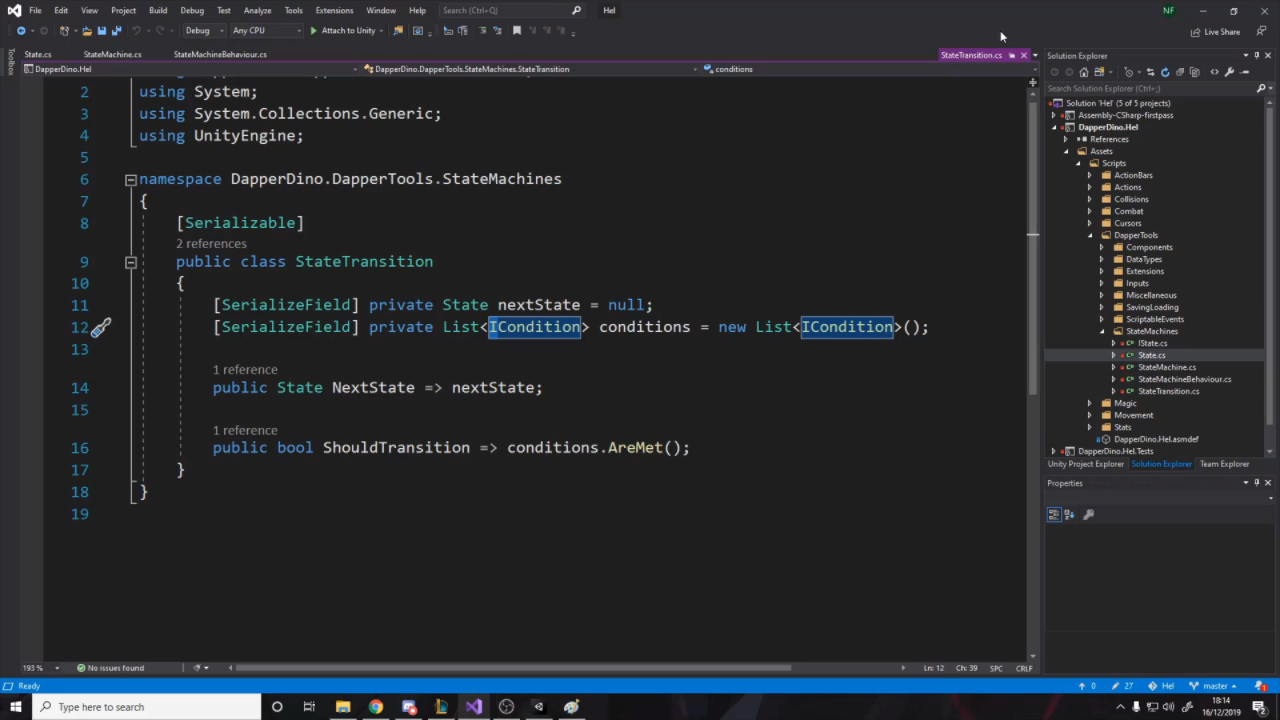 File Edit View Project Build Debug Test Analyze Tools Extensions Window Help Search (Ctrl+Q) Hel NF
Debug Any CPU Attach to Unity Live Share
State.cs StateMachine.cs StateMachineBehaviour.cs StateTransition.cs
DapperDino.Hel DapperDino.DapperTools.StateMachines.StateTransition conditions
Toolbox
2 using System;
3 using System.Collections.Generic;
4 using UnityEngine;
5
6 namespace DapperDino.DapperTools.StateMachines
7 {
8 [Serializable]
2 references
9 public class StateTransition
10 {
11 [SerializeField] private State nextState = null;
12 [SerializeField] private List<ICondition> conditions = new List<ICondition>();
13
1 reference
14 public State NextState => nextState;
15
1 reference
16 public bool ShouldTransition => conditions.AreMet();
17 }
18 }
19
Solution Explorer
Search Solution Explorer (Ctrl+;)
Solution 'Hel' (5 of 5 projects)
Assembly-CSharp-firstpass
DapperDino.Hel
References
Assets
Scripts
ActionBars
Actions
Collisions
Combat
Cursors
DapperTools
Components
DataTypes
Extensions
Inputs
Miscellaneous
SavingLoading
ScriptableEvents
StateMachines
IState.cs
State.cs
StateMachine.cs
StateMachineBehaviour.cs
StateTransition.cs
Magic
Movement
Stats
DapperDino.Hel.asmdef
DapperDino.Hel.Tests
Unity Project Explorer Solution Explorer Team Explorer
Properties
193 % No issues found Ln: 12 Ch: 39 SPC CRLF
Ready 0 27 Hel master 1
Type here to search 18:14
16/12/2019 2